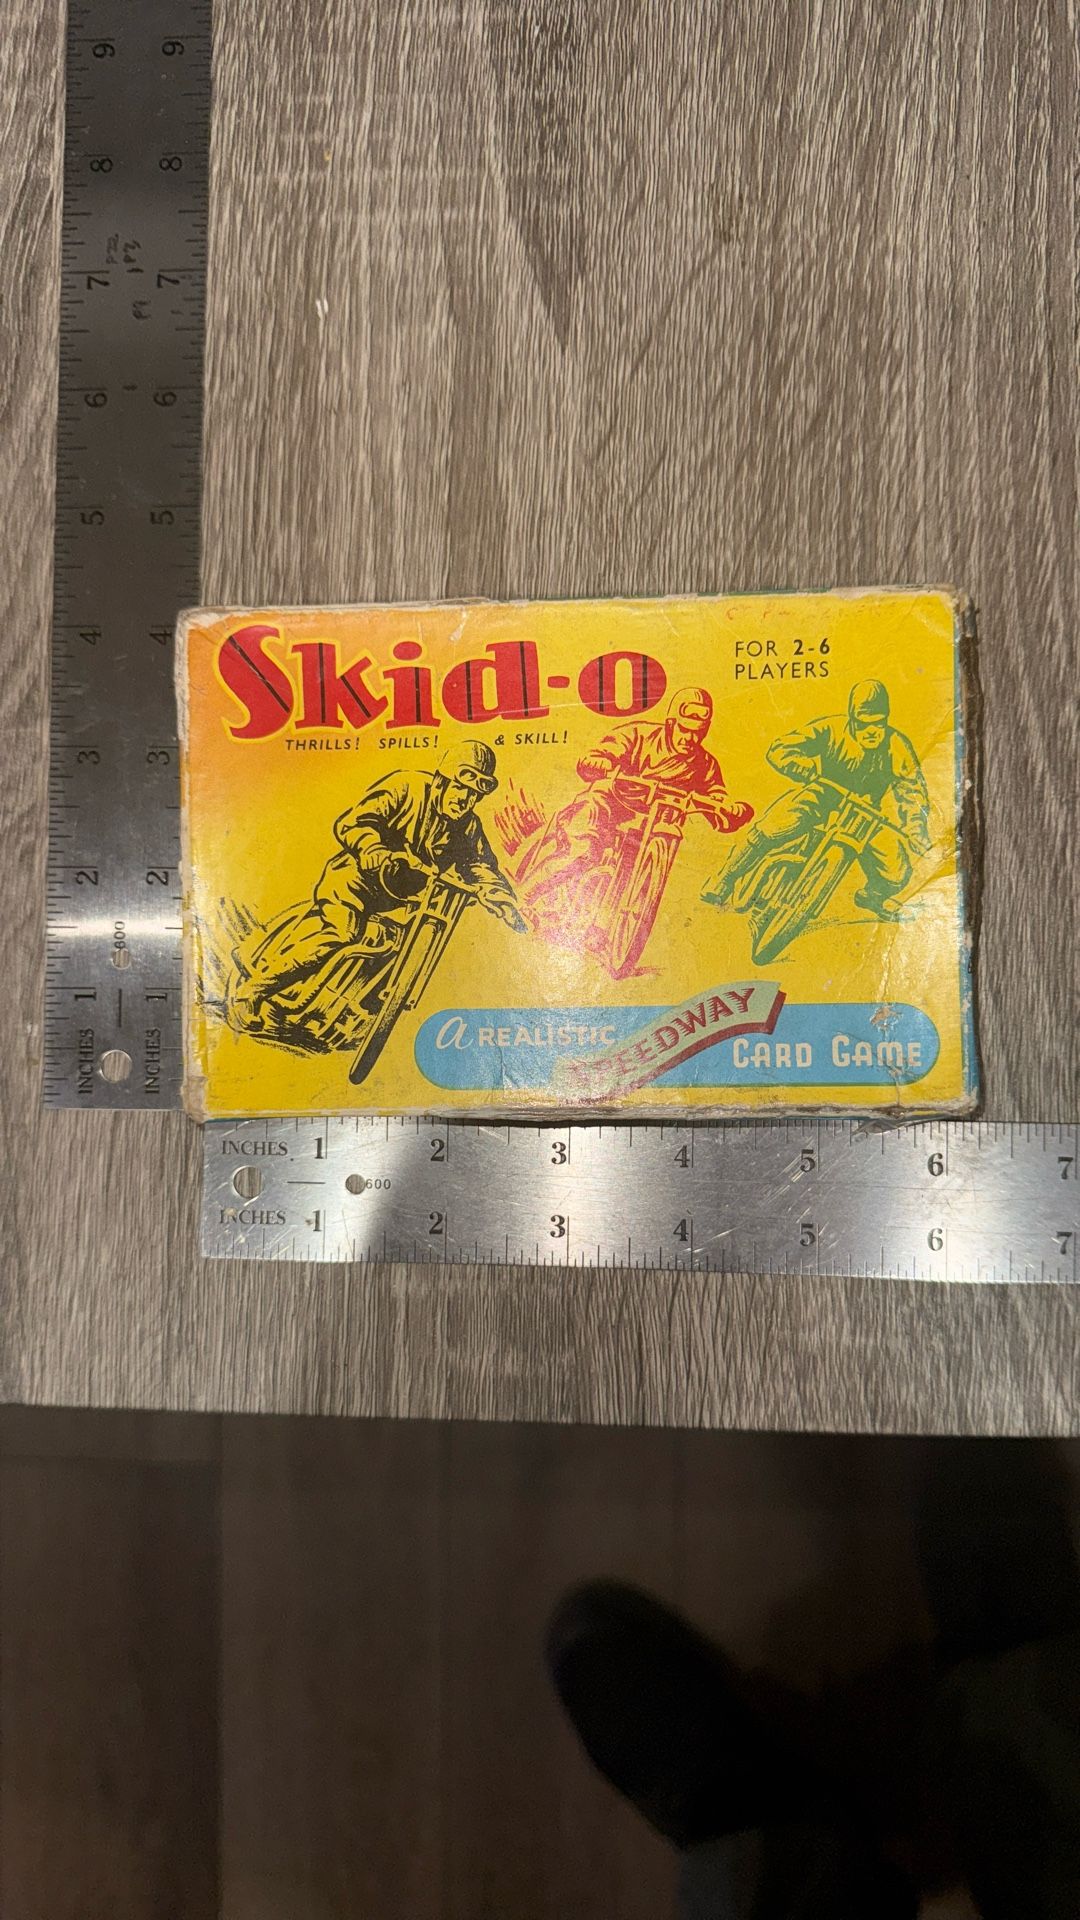 9 9
8 8
7 7
6 6
5 5
4 4
3 3
2 2
600
1 1
INCHES INCHES
Skid-o
THRILLS! SPILLS! & SKILL!
FOR 2-6
PLAYERS
a REALISTIC SPEEDWAY CARD GAME
INCHES 1 2 3 4 5 6 7
600
INCHES 1 2 3 4 5 6 7